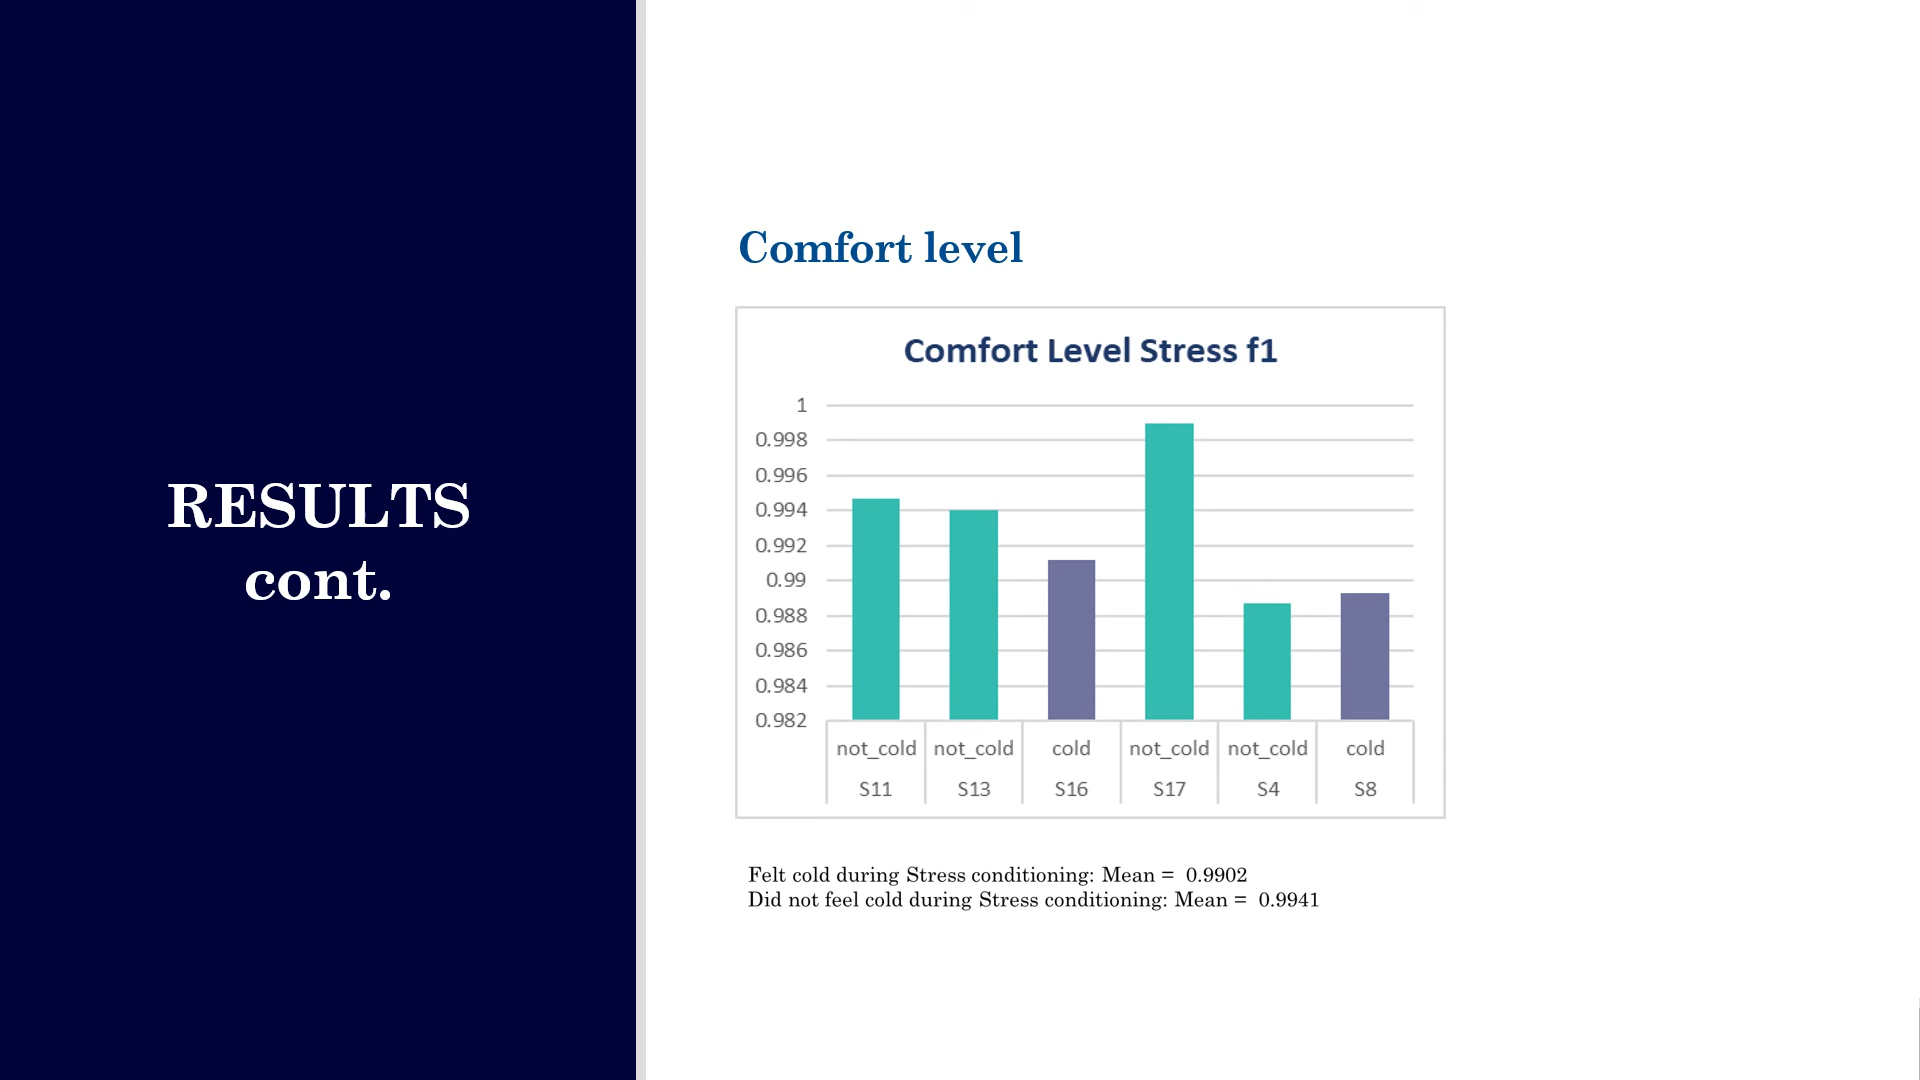 RESULTS
cont.
Comfort level
Comfort Level Stress f1
1
0.998
0.996
0.994
0.992
0.99
0.988
0.986
0.984
0.982
not_cold not_cold cold not_cold not_cold cold
S11 S13 S16 S17 S4 S8
Felt cold during Stress conditioning: Mean = 0.9902
Did not feel cold during Stress conditioning: Mean = 0.9941